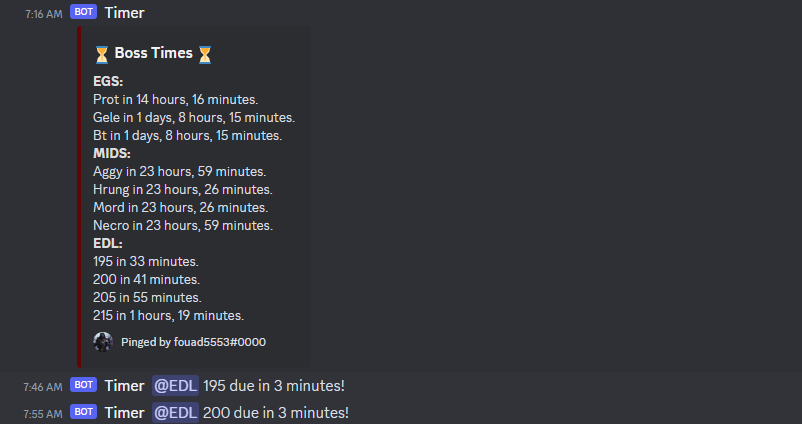 7:16 AM BOT Timer
⏳ Boss Times ⏳
EGS:
Prot in 14 hours, 16 minutes.
Gele in 1 days, 8 hours, 15 minutes.
Bt in 1 days, 8 hours, 15 minutes.
MIDS:
Aggy in 23 hours, 59 minutes.
Hrung in 23 hours, 26 minutes.
Mord in 23 hours, 26 minutes.
Necro in 23 hours, 59 minutes.
EDL:
195 in 33 minutes.
200 in 41 minutes.
205 in 55 minutes.
215 in 1 hours, 19 minutes.
Pinged by fouad5553#0000
7:46 AM BOT Timer @EDL 195 due in 3 minutes!
7:55 AM BOT Timer @EDL 200 due in 3 minutes!